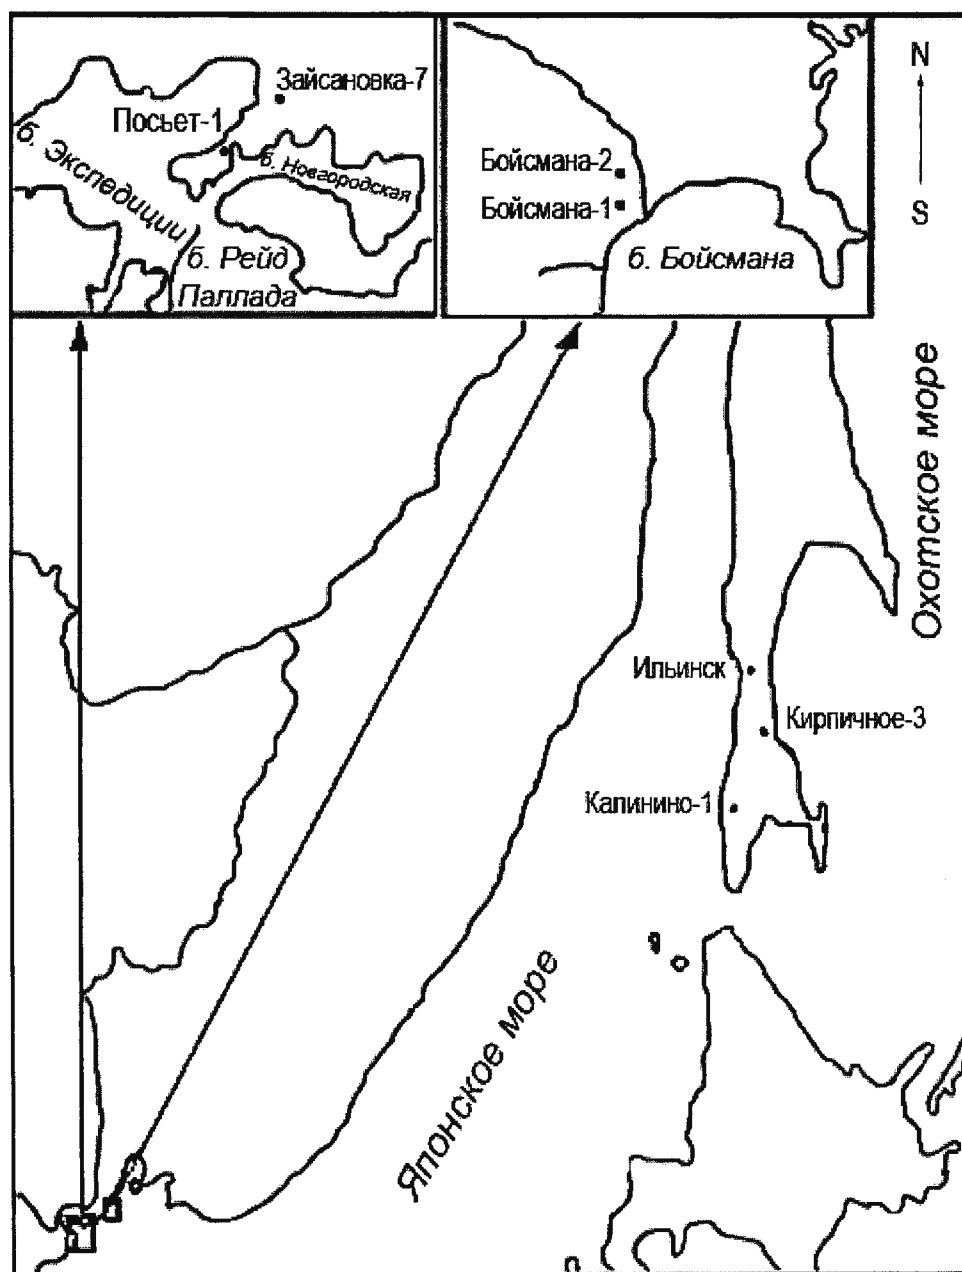 Зайсановка-7
Посьет-1
б. Экспедиции
б. Новгородская
б. Рейд
Паллада
Бойсмана-2
Бойсмана-1
б. Бойсмана
N
S
Охотское море
Ильинск
Кирпичное-3
Калинино-1
Японское море